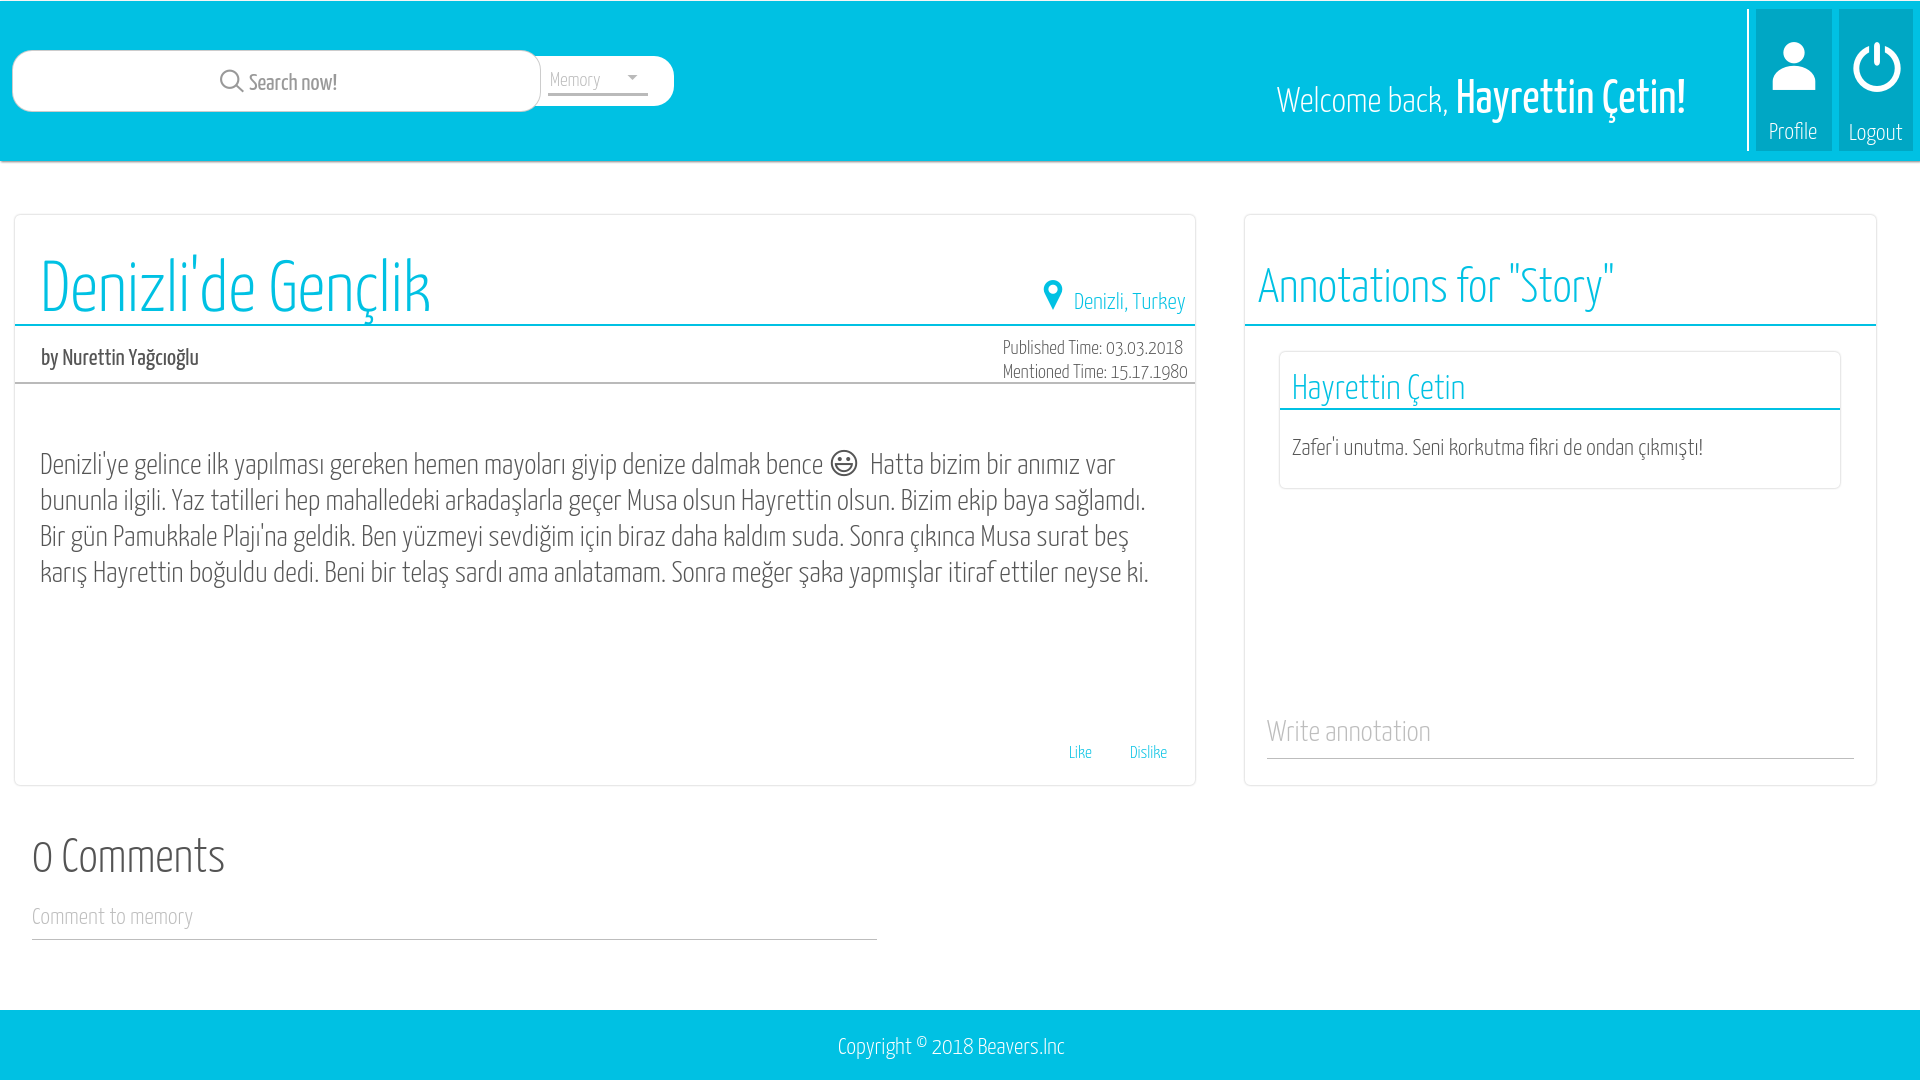 Search now!
Memory
Welcome back, Hayrettin Çetin!
Profile
Logout
Denizli'de Gençlik
Denizli, Turkey
by Nurettin Yağcıoğlu
Published Time: 03.03.2018
Mentioned Time: 15.17.1980
Denizli'ye gelince ilk yapılması gereken hemen mayoları giyip denize dalmak bence 😃 Hatta bizim bir anımız var
bununla ilgili. Yaz tatilleri hep mahalledeki arkadaşlarla geçer Musa olsun Hayrettin olsun. Bizim ekip baya sağlamdı.
Bir gün Pamukkale Plajı'na geldik. Ben yüzmeyi sevdiğim için biraz daha kaldım suda. Sonra çıkınca Musa surat beş
karış Hayrettin boğuldu dedi. Beni bir telaş sardı ama anlatamam. Sonra meğer şaka yapmışlar itiraf ettiler neyse ki.
Like
Dislike
Annotations for "Story"
Hayrettin Çetin
Zafer'i unutma. Seni korkutma fikri de ondan çıkmıştı!
Write annotation
0 Comments
Comment to memory
Copyright © 2018 Beavers.Inc